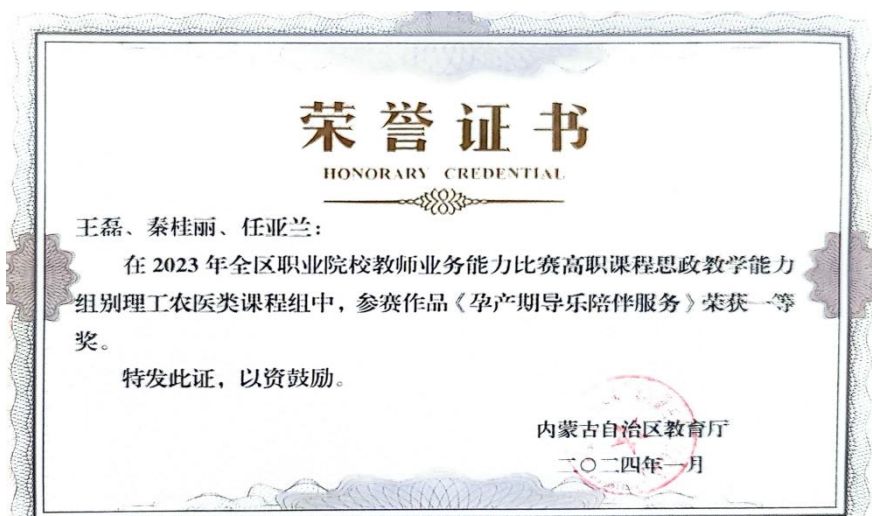 荣誉证书
HONORARY CREDENTIAL
王磊、秦桂丽、任亚兰：
在 2023 年全区职业院校教师业务能力比赛高职课程思政教学能力
组别理工农医类课程组中，参赛作品《孕产期导乐陪伴服务》荣获一等
奖。
特发此证，以资鼓励。
内蒙古自治区教育厅
二〇二四年一月